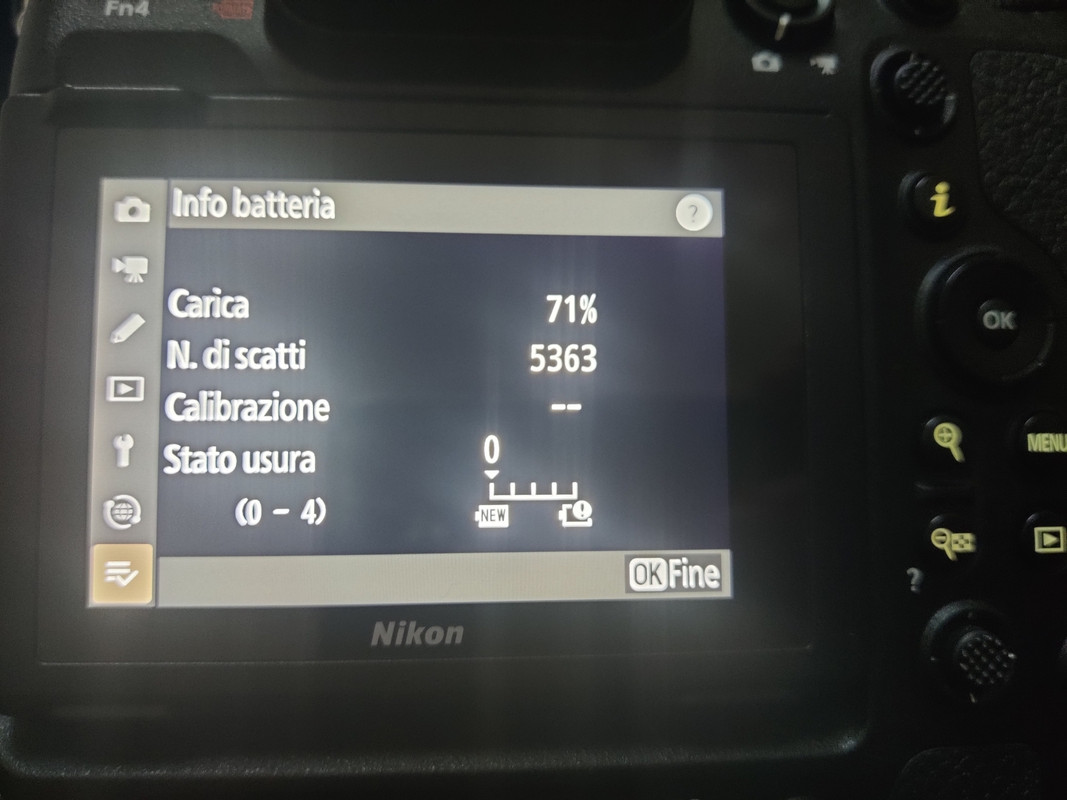 Fn4
Info batteria
?
i
Carica 71%
OK
N. di scatti 5363
Calibrazione --
MENU
Stato usura 0
(0 - 4)
NEW !
OK Fine
?
Nikon